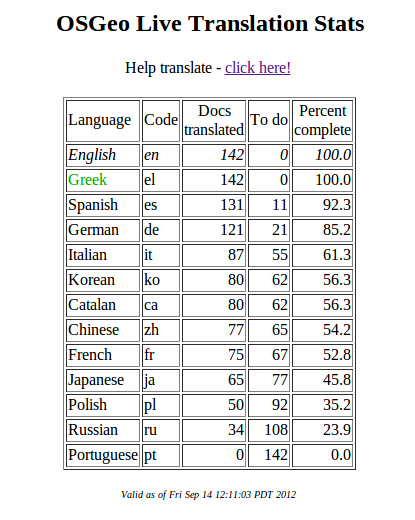 OSGeo Live Translation Stats
Help translate - click here!
Language Code Docs translated To do Percent complete
English en 142 0 100.0
Greek el 142 0 100.0
Spanish es 131 11 92.3
German de 121 21 85.2
Italian it 87 55 61.3
Korean ko 80 62 56.3
Catalan ca 80 62 56.3
Chinese zh 77 65 54.2
French fr 75 67 52.8
Japanese ja 65 77 45.8
Polish pl 50 92 35.2
Russian ru 34 108 23.9
Portuguese pt 0 142 0.0
Valid as of Fri Sep 14 12:11:03 PDT 2012